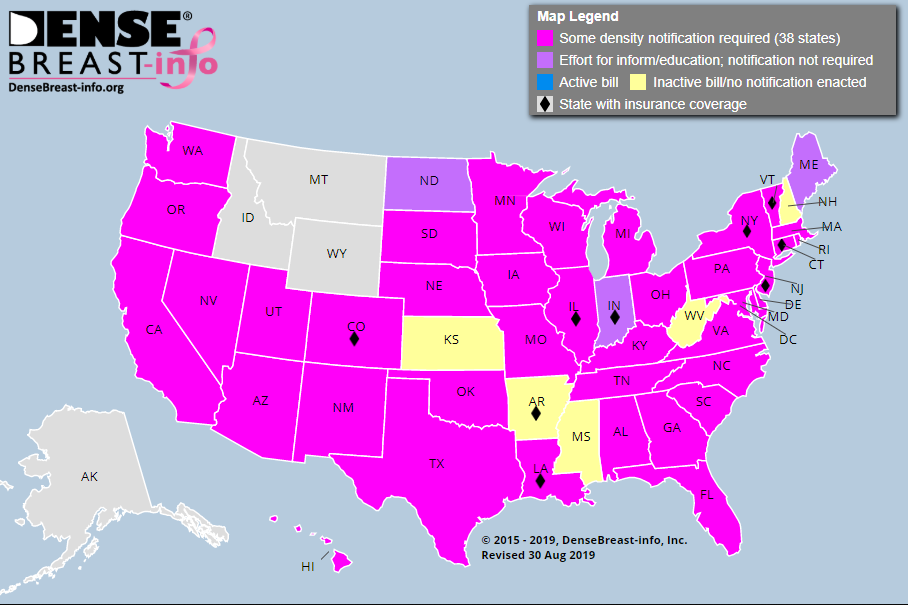 DENSE®
BREAST-info
DenseBreast-info.org
Map Legend
Some density notification required (38 states)
Effort for inform/education; notification not required
Active bill
Inactive bill/no notification enacted
State with insurance coverage
WA
OR
ID
MT
WY
ND
SD
NE
MN
WI
MI
IA
NV
UT
CA
CO
KS
MO
IL
IN
OH
KY
WV
VA
PA
NY
VT
ME
NH
MA
RI
CT
NJ
DE
MD
DC
AZ
NM
OK
AR
TN
NC
SC
MS
AL
GA
TX
LA
FL
AK
HI
© 2015 - 2019, DenseBreast-info, Inc.
Revised 30 Aug 2019